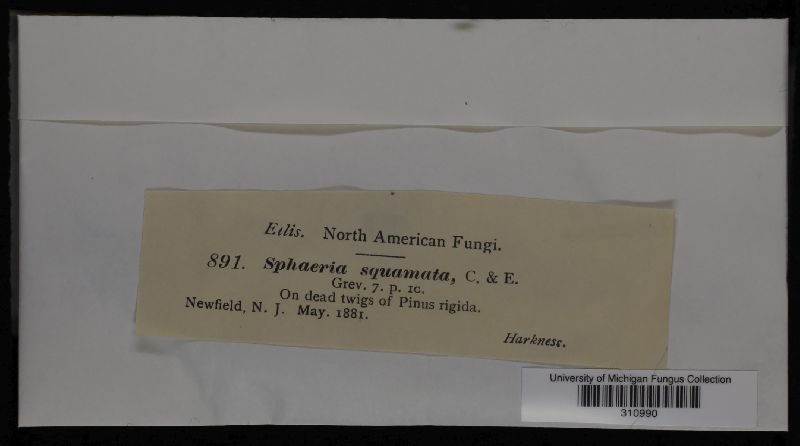 Ellis. North American Fungi.
891. Sphaeria squamata, C. & E.
Grev. 7. p. 10.
On dead twigs of Pinus rigida.
Newfield, N. J. May. 1881.
Harkness.
University of Michigan Fungus Collection
310990